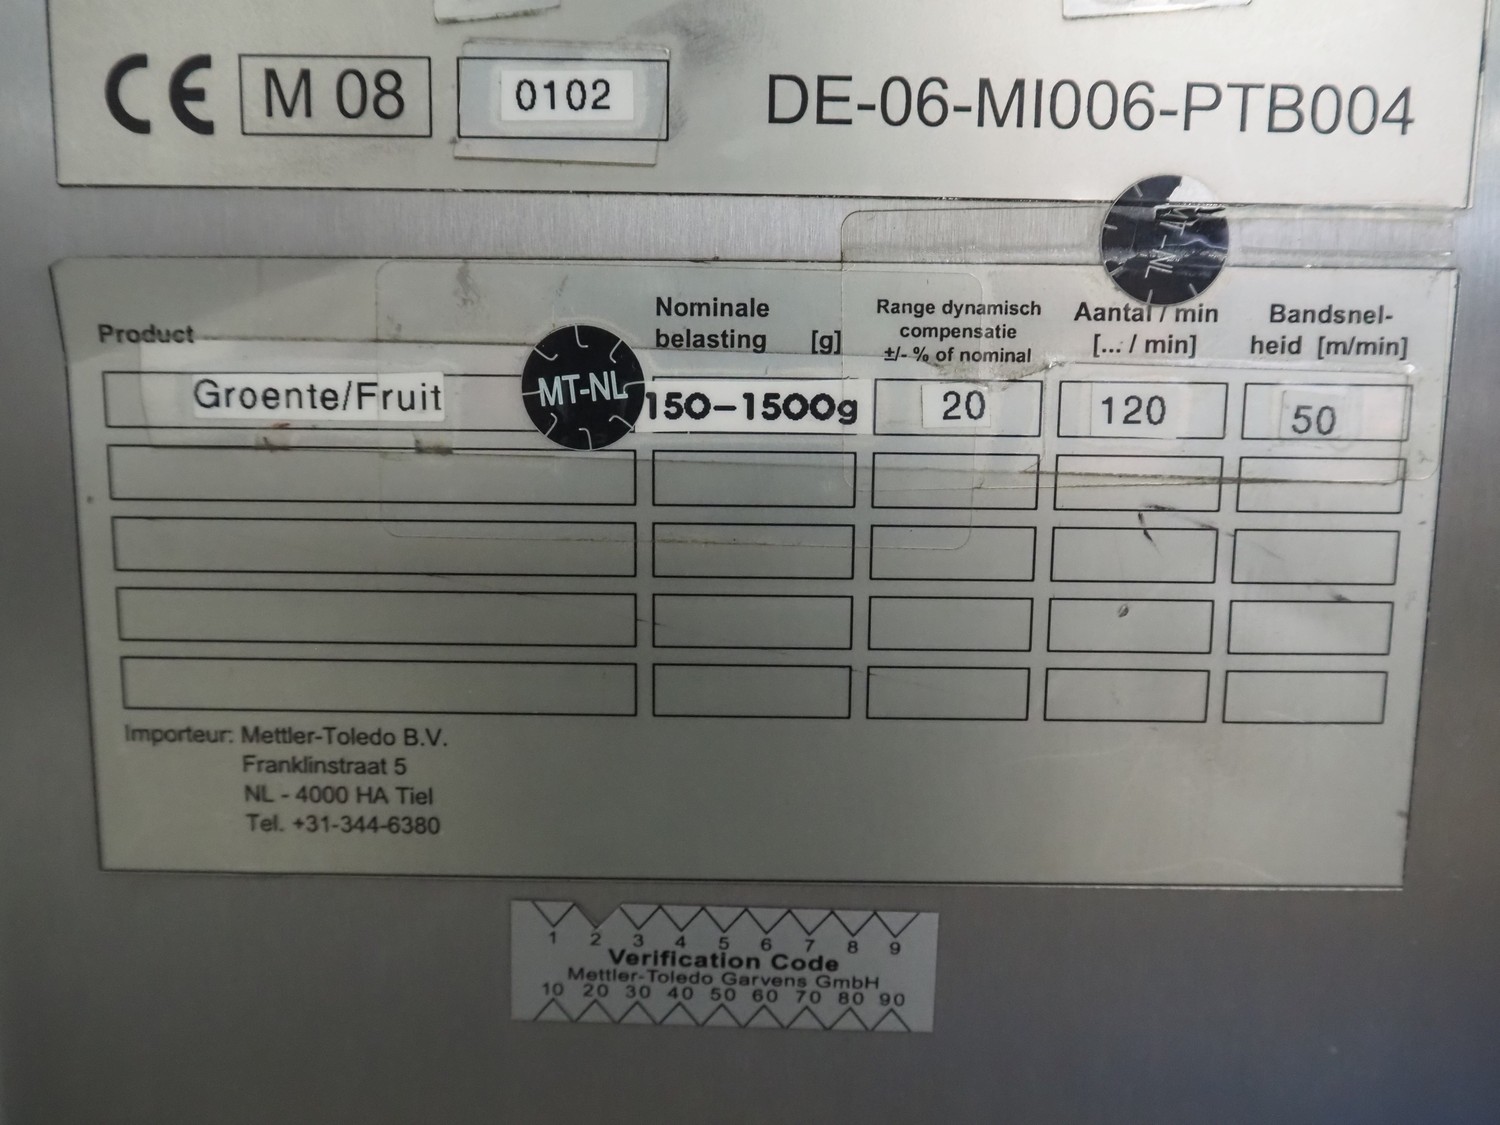 CE M 08 0102 DE-06-MI006-PTB004
MT-NL
Product
Nominale
belasting [g]
Range dynamisch
compensatie
+/- % of nominal
Aantal / min
[... / min]
Bandsnel-
heid [m/min]
Groente/Fruit MT-NL 150-1500g 20 120 50
Importeur: Mettler-Toledo B.V.
Franklinstraat 5
NL - 4000 HA Tiel
Tel. +31-344-6380
1 2 3 4 5 6 7 8 9
Verification Code
Mettler-Toledo Garvens GmbH
10 20 30 40 50 60 70 80 90